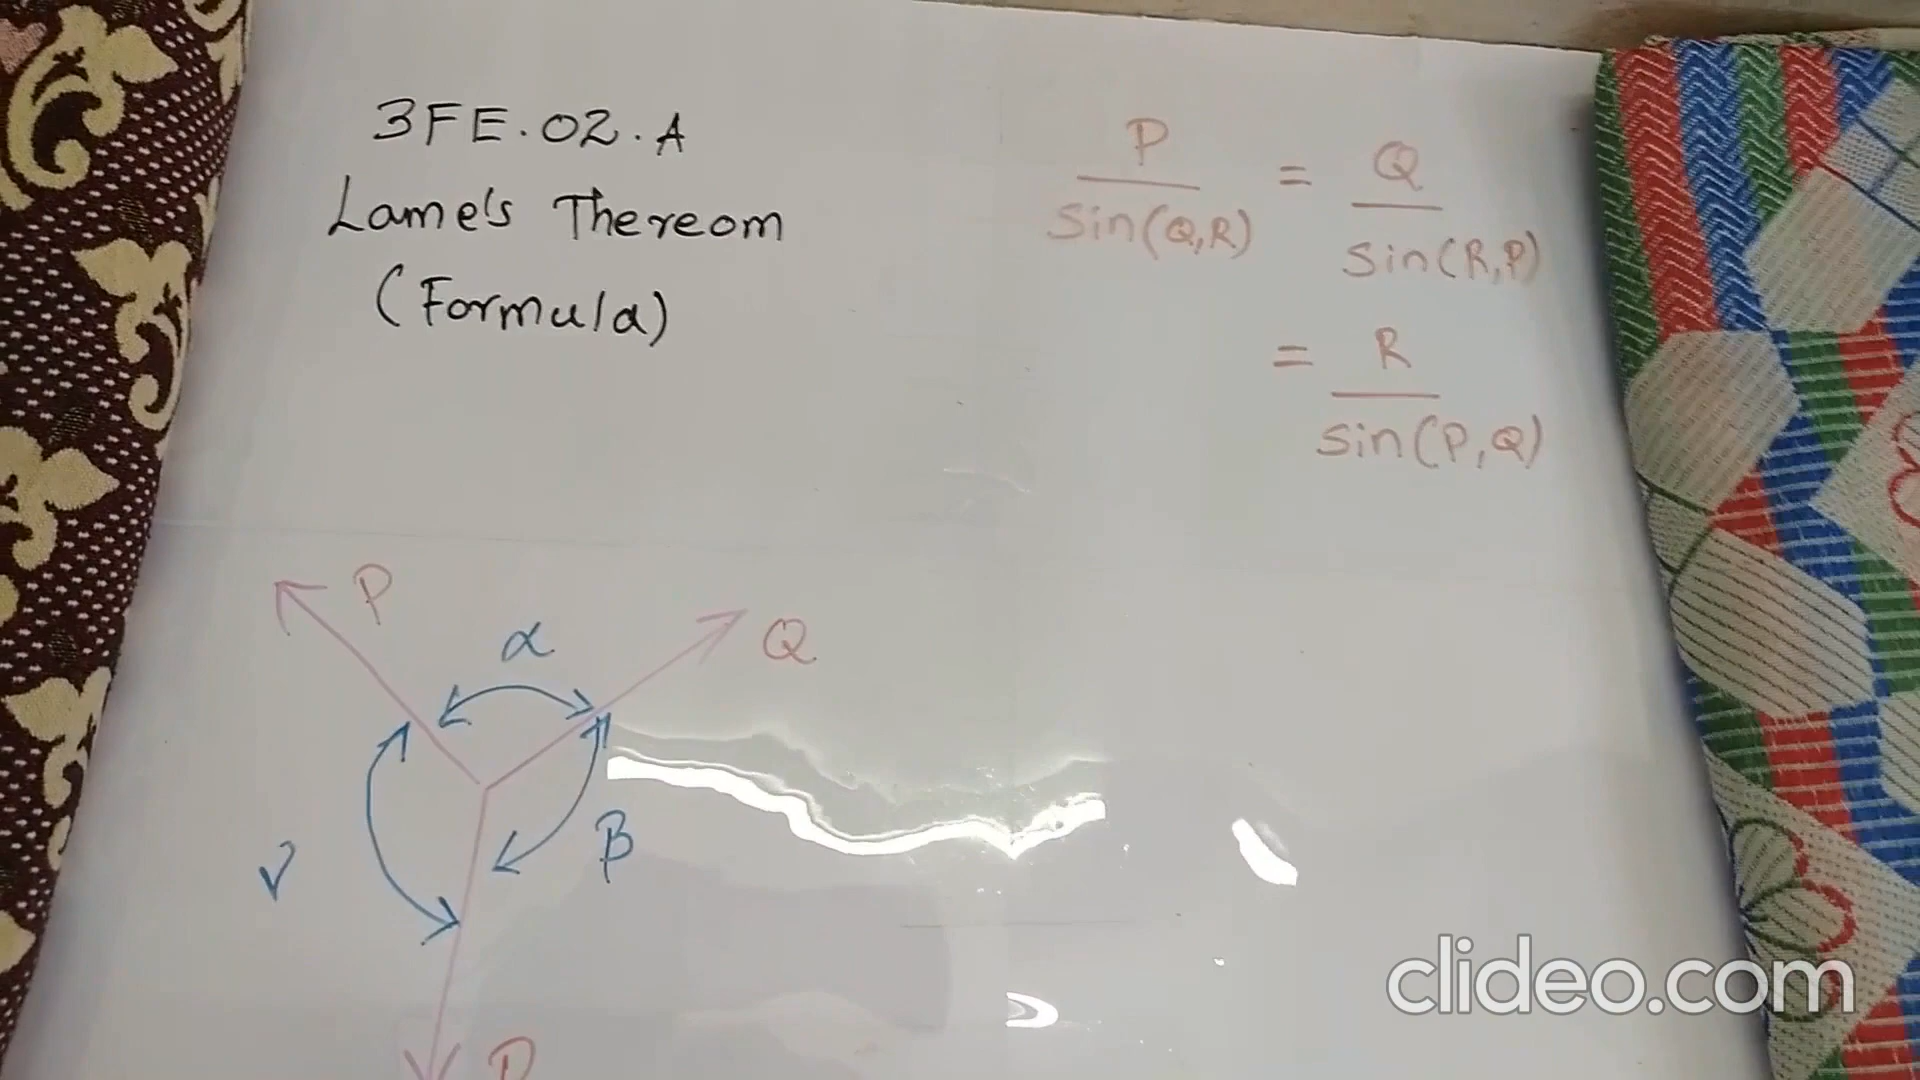 3FE.02.A
Lame's Thereom
(Formula)
P
Sin(Q,R)
=
Q
Sin(R,P)
=
R
Sin(P,Q)
P
α
Q
β
clideo.com